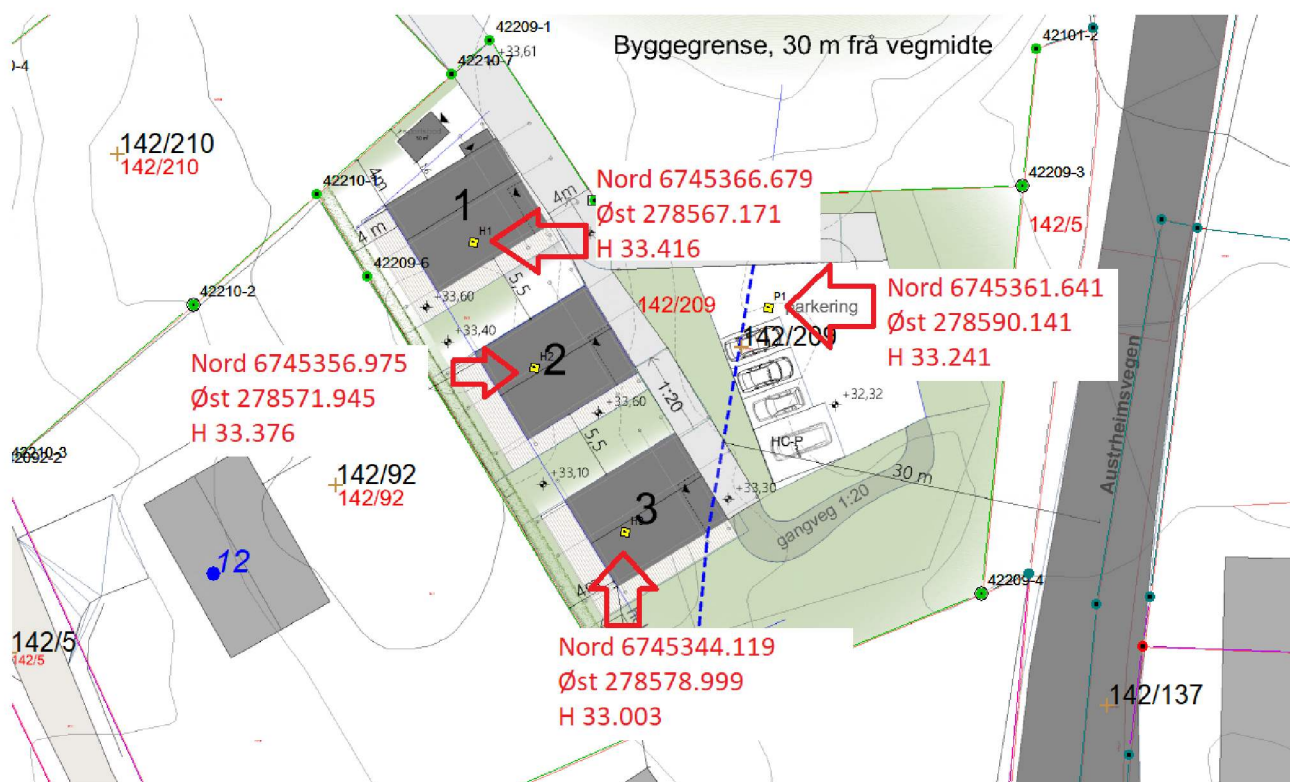 42209-1
+33,61
Byggegrense, 30 m frå vegmidte
42101-2
42210-7
142/210
142/210
42210-1
4m
4 m
1
H1
4m
Nord 6745366.679
Øst 278567.171
H 33.416
42209-3
142/5
42209-6
42210-2
5,5
+33,60
+33,40
142/209
P1
parkering
142/209
Nord 6745361.641
Øst 278590.141
H 33.241
Nord 6745356.975
Øst 278571.945
H 33.376
H2
2
1:20
+33,60
+32,32
5,5
HC-P
Austrheimsvegen
42210-3
142/92
142/92
+33,10
+33,30
30 m
3
gangveg 1:20
12
42209-4
142/5
142/5
Nord 6745344.119
Øst 278578.999
H 33.003
142/137